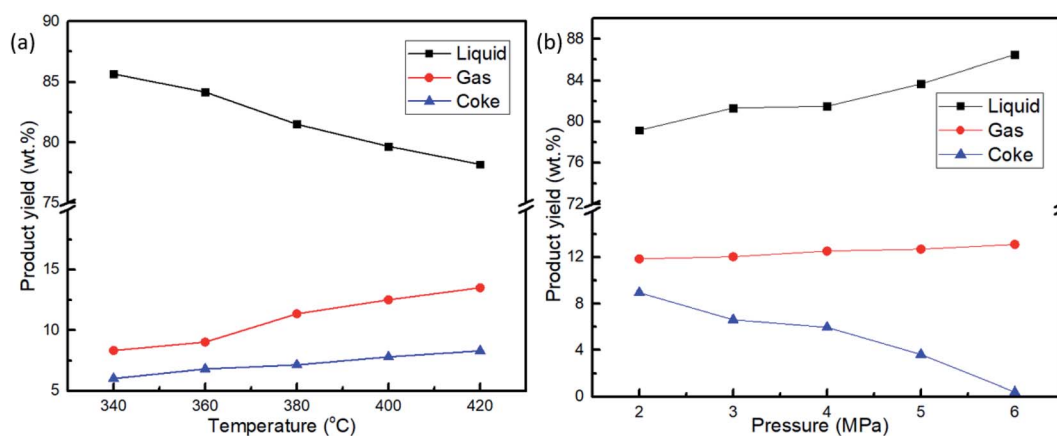 (a)
90
85
80
75
15
10
5
Product yield (wt.%)
Liquid
Gas
Coke
340 360 380 400 420
Temperature (°C)
(b)
88
84
80
76
72
12
8
4
0
Product yield (wt.%)
Liquid
Gas
Coke
2 3 4 5 6
Pressure (MPa)